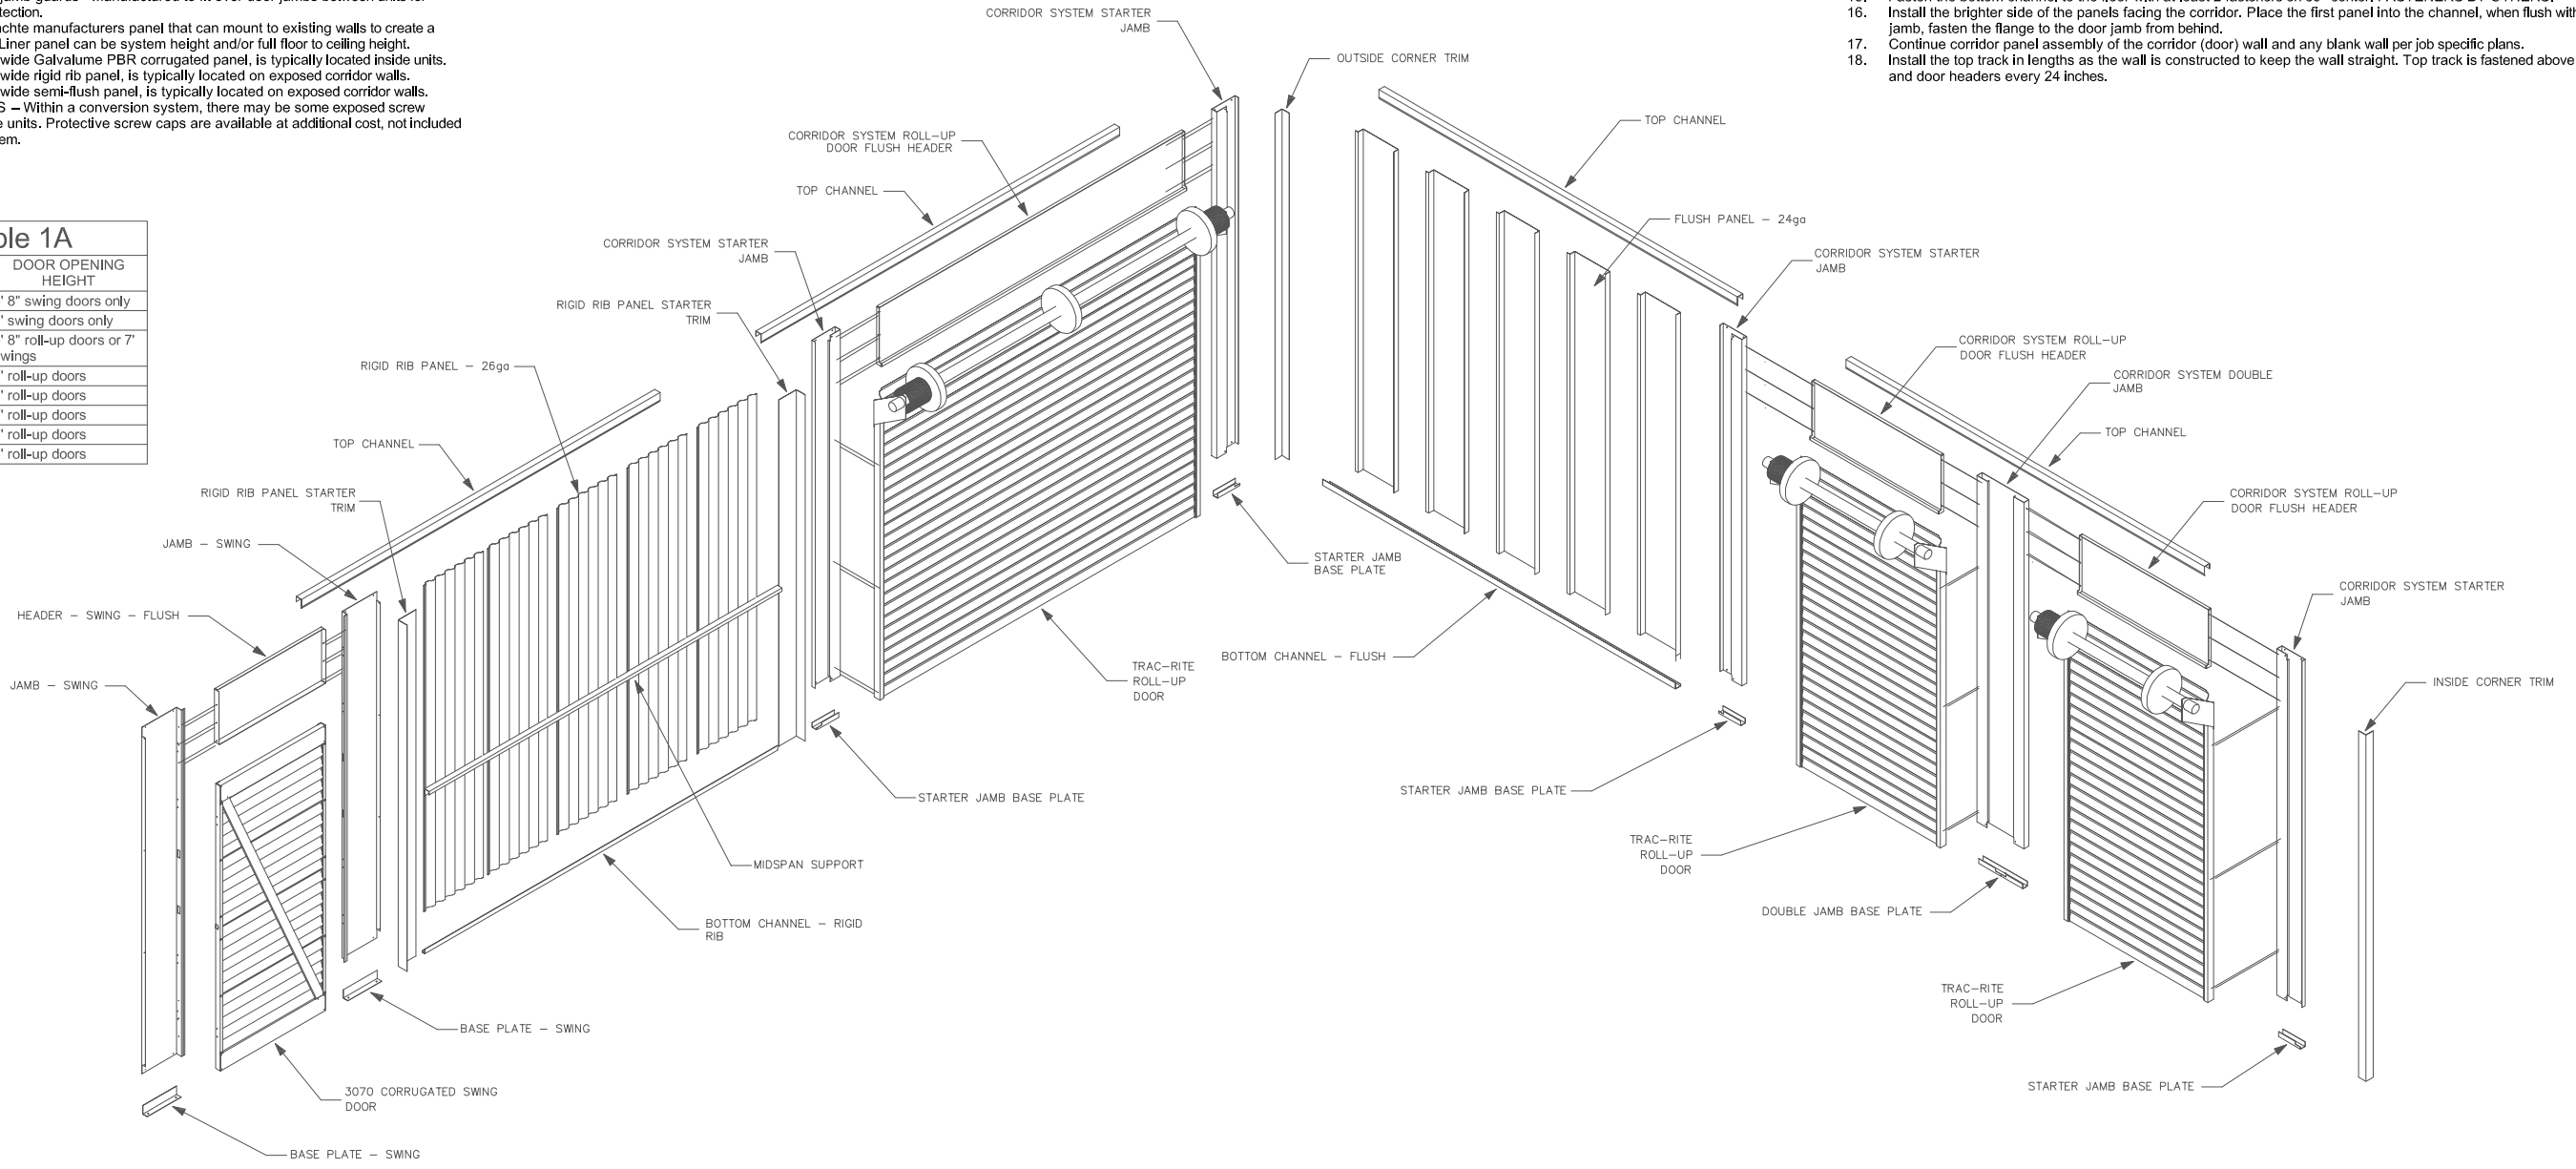 tection.
chte manufacturers panel that can mount to existing walls to create a
Liner panel can be system height and/or full floor to ceiling height.
wide Galvalume PBR corrugated panel, is typically located inside units.
wide rigid rib panel, is typically located on exposed corridor walls.
wide semi-flush panel, is typically located on exposed corridor walls.
S – Within a conversion system, there may be some exposed screw
e units. Protective screw caps are available at additional cost, not included
em.
16. Install the brighter side of the panels facing the corridor. Place the first panel into the channel, when flush with
jamb, fasten the flange to the door jamb from behind.
17. Continue corridor panel assembly of the corridor (door) wall and any blank wall per job specific plans.
18. Install the top track in lengths as the wall is constructed to keep the wall straight. Top track is fastened above
and door headers every 24 inches.
ble 1A
DOOR OPENING
HEIGHT
' 8" swing doors only
' swing doors only
' 8" roll-up doors or 7'
wings
' roll-up doors
' roll-up doors
' roll-up doors
' roll-up doors
' roll-up doors
CORRIDOR SYSTEM STARTER
JAMB
OUTSIDE CORNER TRIM
CORRIDOR SYSTEM ROLL-UP
DOOR FLUSH HEADER
TOP CHANNEL
TOP CHANNEL
FLUSH PANEL – 24ga
CORRIDOR SYSTEM STARTER
JAMB
CORRIDOR SYSTEM STARTER
JAMB
RIGID RIB PANEL STARTER
TRIM
CORRIDOR SYSTEM ROLL-UP
DOOR FLUSH HEADER
RIGID RIB PANEL – 26ga
CORRIDOR SYSTEM DOUBLE
JAMB
TOP CHANNEL
TOP CHANNEL
RIGID RIB PANEL STARTER
TRIM
CORRIDOR SYSTEM ROLL-UP
DOOR FLUSH HEADER
JAMB – SWING
STARTER JAMB
BASE PLATE
CORRIDOR SYSTEM STARTER
JAMB
HEADER – SWING – FLUSH
BOTTOM CHANNEL – FLUSH
TRAC-RITE
ROLL-UP
DOOR
JAMB – SWING
INSIDE CORNER TRIM
STARTER JAMB BASE PLATE
STARTER JAMB BASE PLATE
TRAC-RITE
ROLL-UP
DOOR
MIDSPAN SUPPORT
DOUBLE JAMB BASE PLATE
BOTTOM CHANNEL – RIGID
RIB
TRAC-RITE
ROLL-UP
DOOR
BASE PLATE – SWING
STARTER JAMB BASE PLATE
3070 CORRUGATED SWING
DOOR
BASE PLATE – SWING